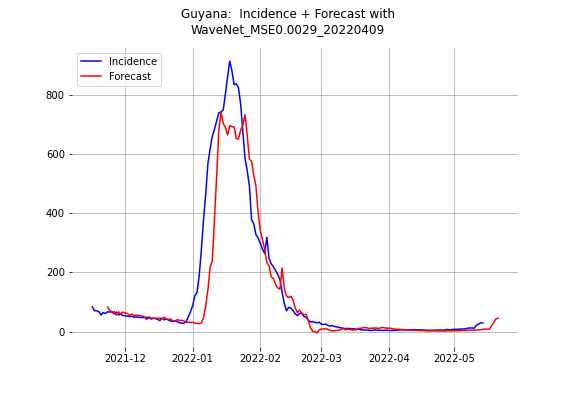 Guyana:  Incidence + Forecast with
WaveNet_MSE0.0029_20220409
Incidence
Forecast
800
600
400
200
0
2021-12 2022-01 2022-02 2022-03 2022-04 2022-05